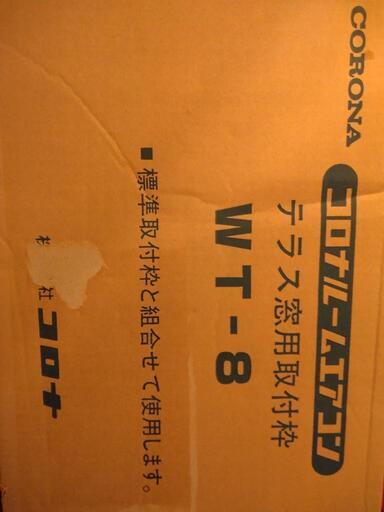 CORONA
コロナルームエアコン
テラス窓用取付枠
WT-8
■標準取付枠と組合せて使用します。
株 社コロナ